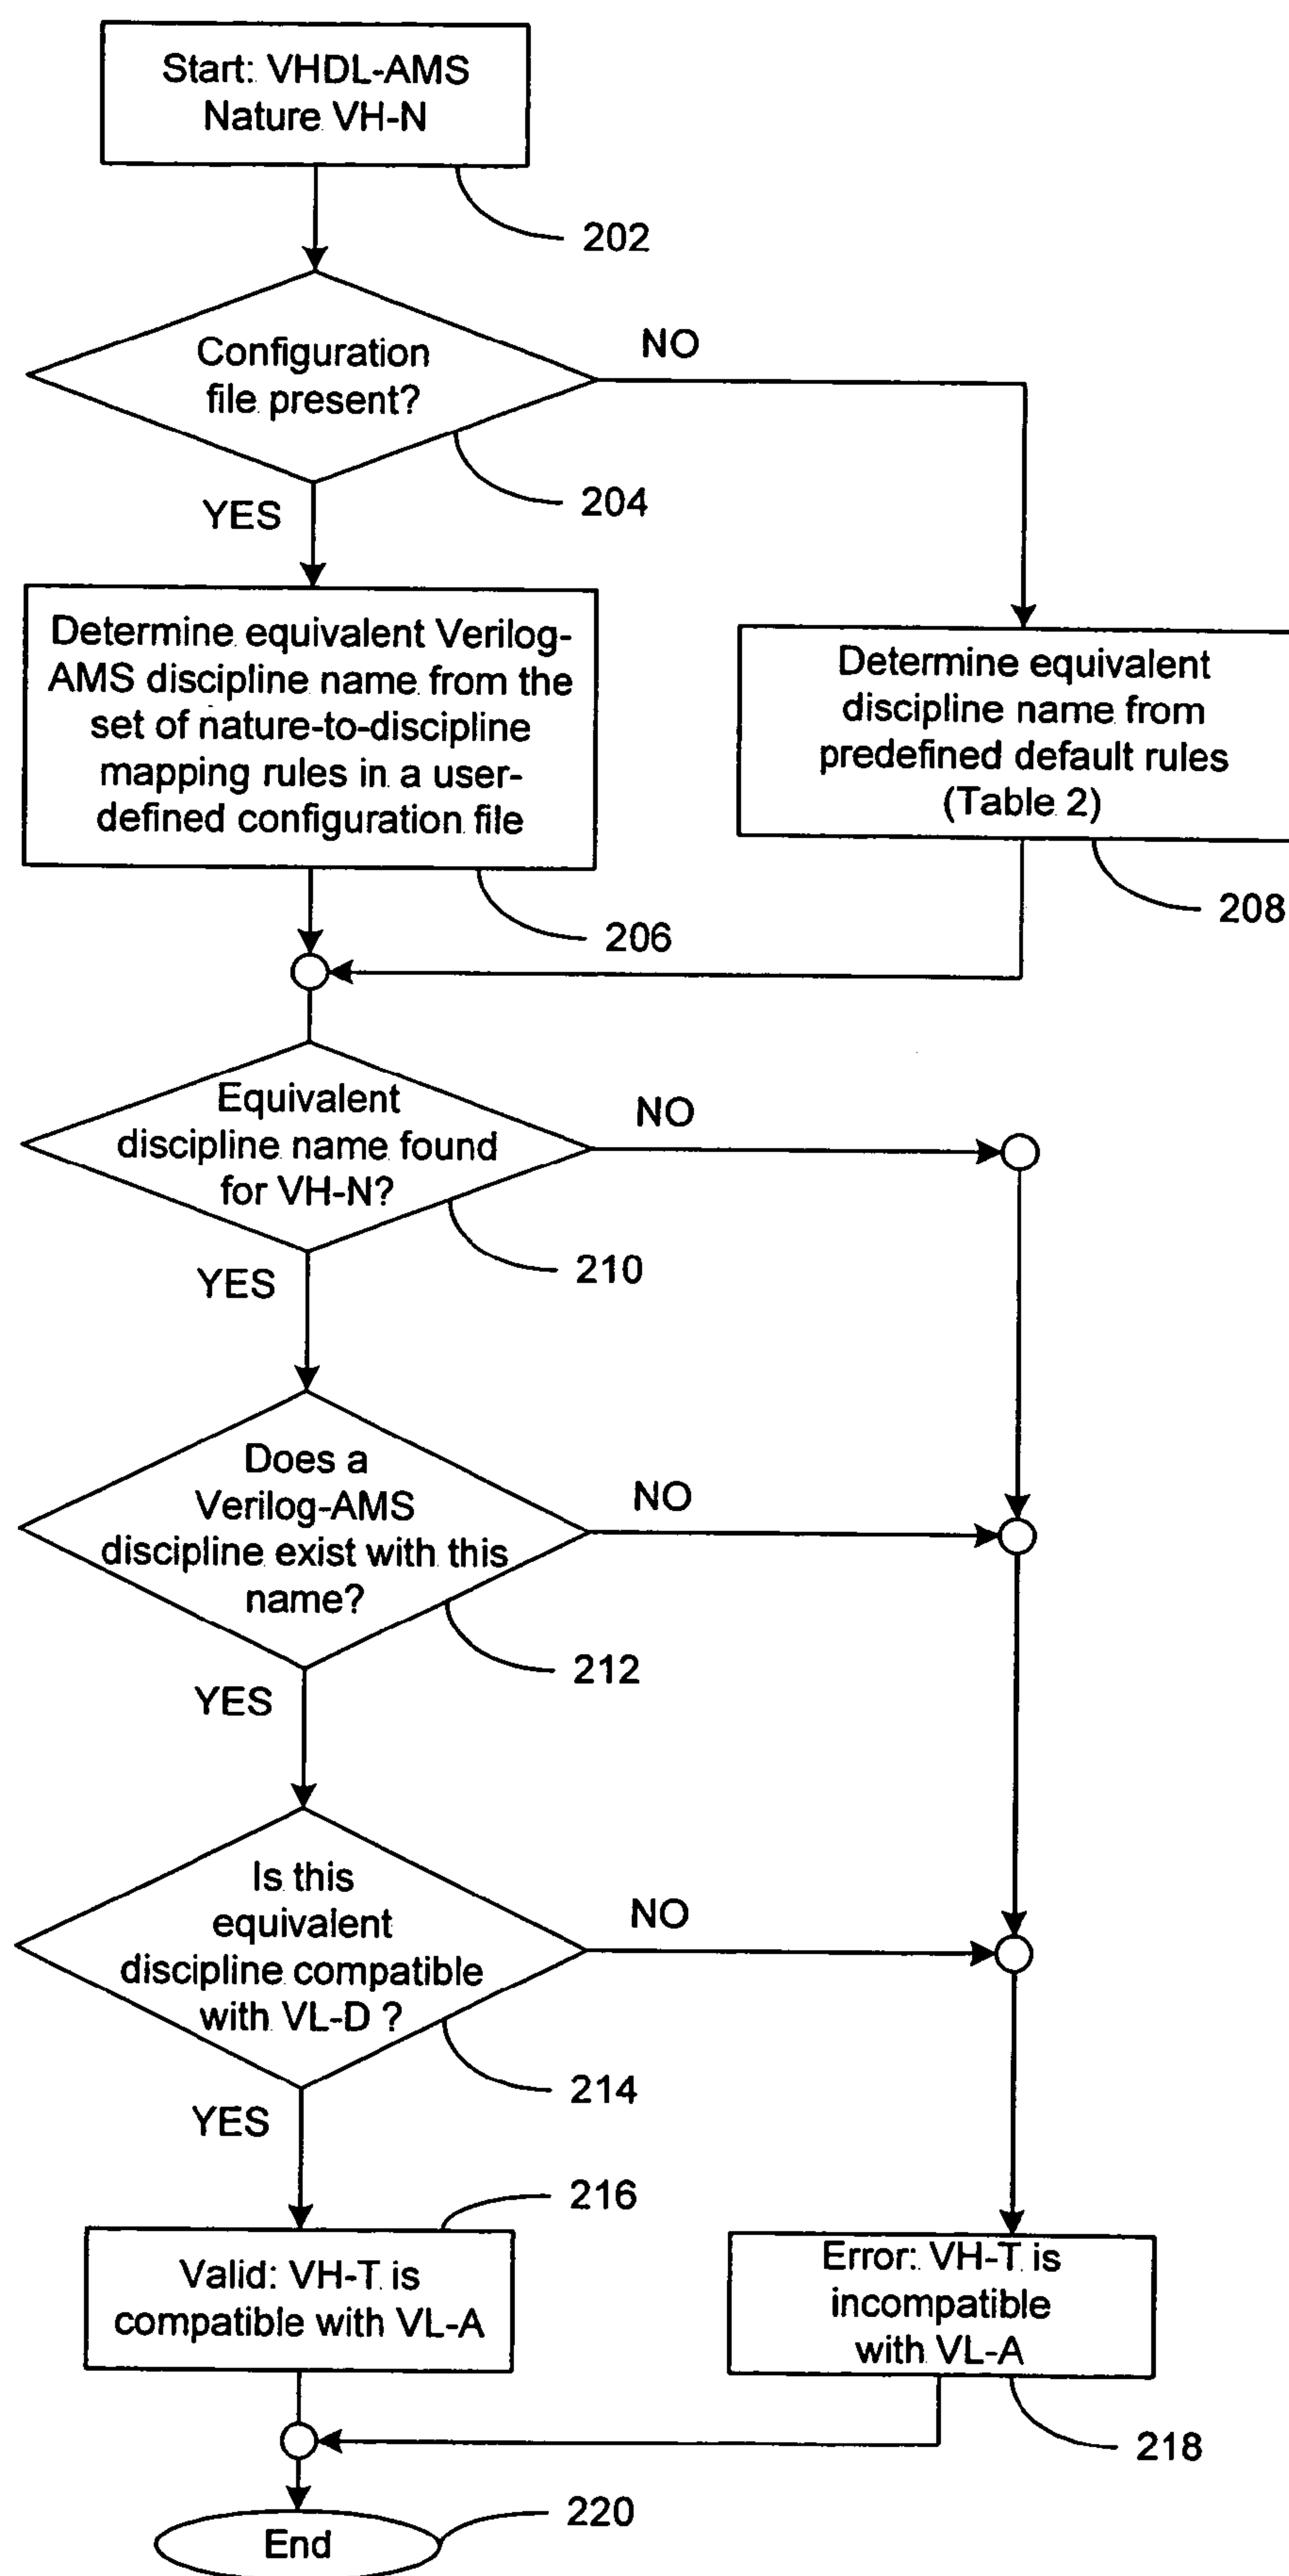 Start: VHDL-AMS
Nature VH-N
202
Configuration
file present?
NO
204
YES
Determine equivalent Verilog-
AMS discipline name from the
set of nature-to-discipline
mapping rules in a user-
defined configuration file
Determine equivalent
discipline name from
predefined default rules
(Table 2)
206
208
Equivalent
discipline name found
for VH-N?
NO
210
YES
Does a
Verilog-AMS
discipline exist with this
name?
NO
212
YES
Is this
equivalent
discipline compatible
with VL-D ?
NO
214
YES
216
Valid: VH-T is
compatible with VL-A
Error: VH-T is
incompatible
with VL-A
218
220
End